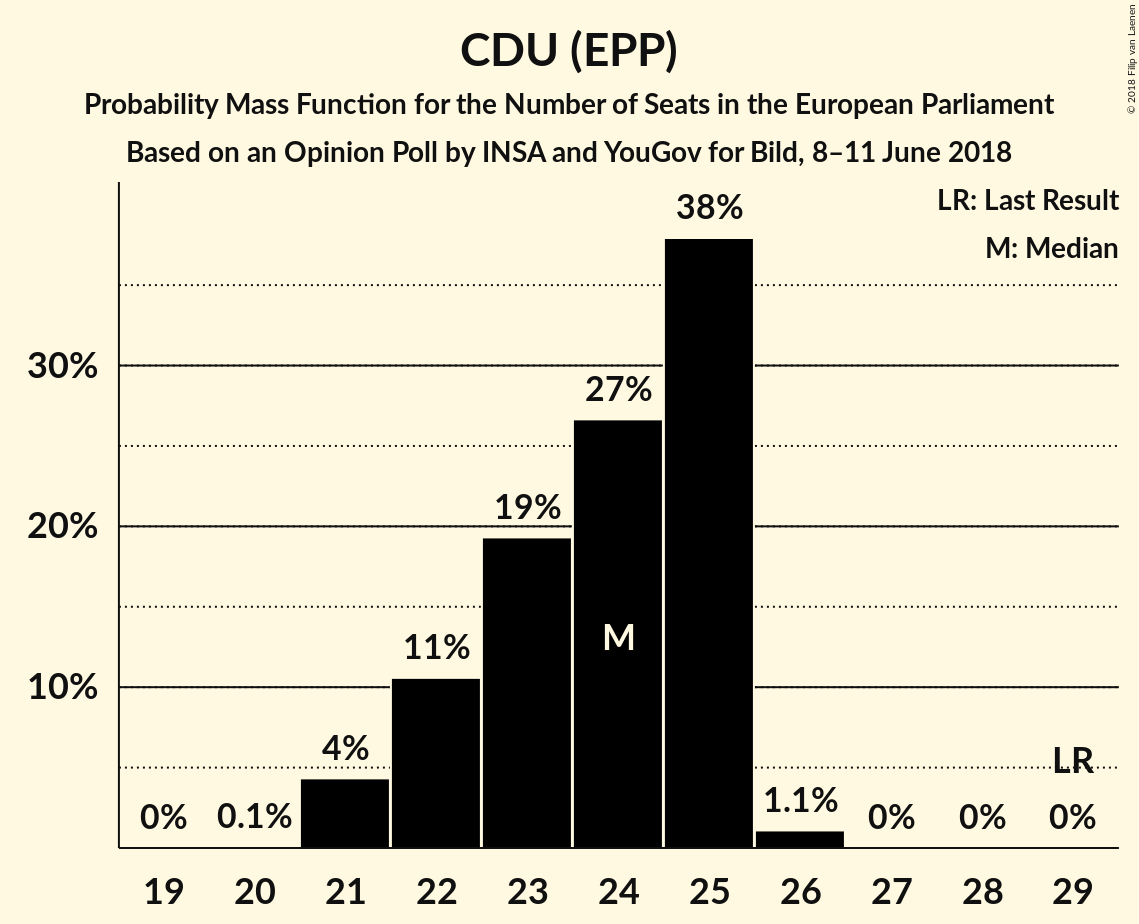 CDU (EPP)
Probability Mass Function for the Number of Seats in the European Parliament
Based on an Opinion Poll by INSA and YouGov for Bild, 8–11 June 2018
© 2018 Filip van Laenen
LR: Last Result
M: Median
38%
30%
27%
20%
19%
M
11%
10%
4%
LR
0%
0.1%
1.1%
0%
0%
0%
19 20 21 22 23 24 25 26 27 28 29